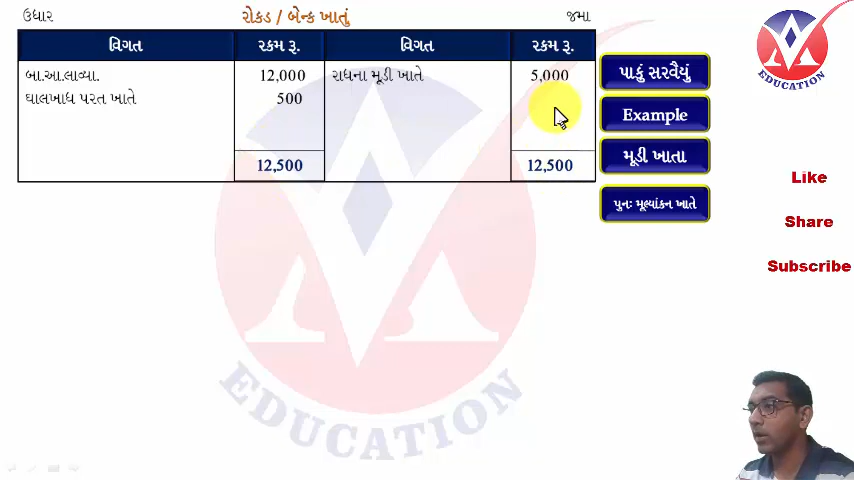 ઉધાર રોકડ / બેન્ક ખાતું જમા
વિગત રકમ રૂ. વિગત રકમ રૂ.
બા.આ.લાવ્યા. 12,000 રાધના મૂડી ખાતે 5,000
ઘાલખાધ પરત ખાતે 500
12,500 12,500
પાકું સરવૈયું
Example
મૂડી ખાતા
પુનઃ મૂલ્યાંકન ખાતે
EDUCATION
Like
Share
Subscribe
EDUCATION